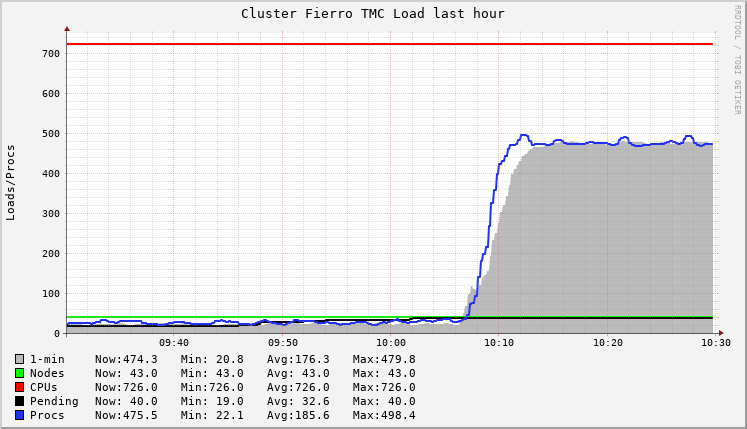 Cluster Fierro TMC Load last hour
RRDTOOL / TOBI OETIKER
Loads/Procs
700
600
500
400
300
200
100
0
09:40 09:50 10:00 10:10 10:20 10:30
1-min Now:474.3 Min: 20.8 Avg:176.3 Max:479.8
Nodes Now: 43.0 Min: 43.0 Avg: 43.0 Max: 43.0
CPUs Now:726.0 Min:726.0 Avg:726.0 Max:726.0
Pending Now: 40.0 Min: 19.0 Avg: 32.6 Max: 40.0
Procs Now:475.5 Min: 22.1 Avg:185.6 Max:498.4